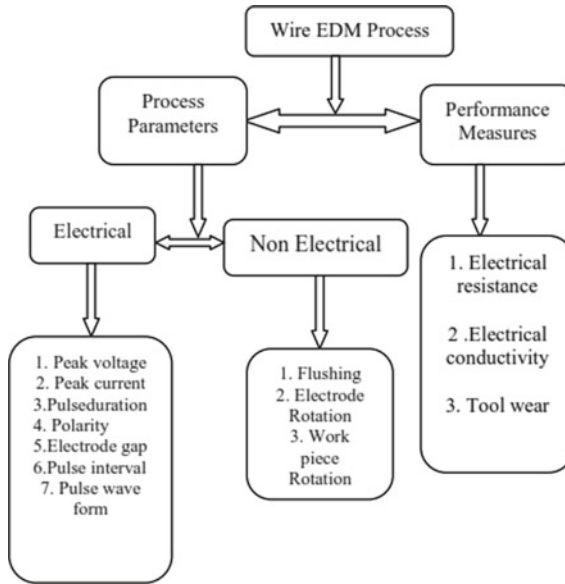 Wire EDM Process
Process
Parameters
Performance
Measures
Electrical
Non Electrical
1. Electrical
resistance
2 .Electrical
conductivity
3. Tool wear
1. Peak voltage
2. Peak current
3.Pulseduration
4. Polarity
5.Electrode gap
6.Pulse interval
7. Pulse wave
form
1. Flushing
2. Electrode
Rotation
3. Work
piece
Rotation